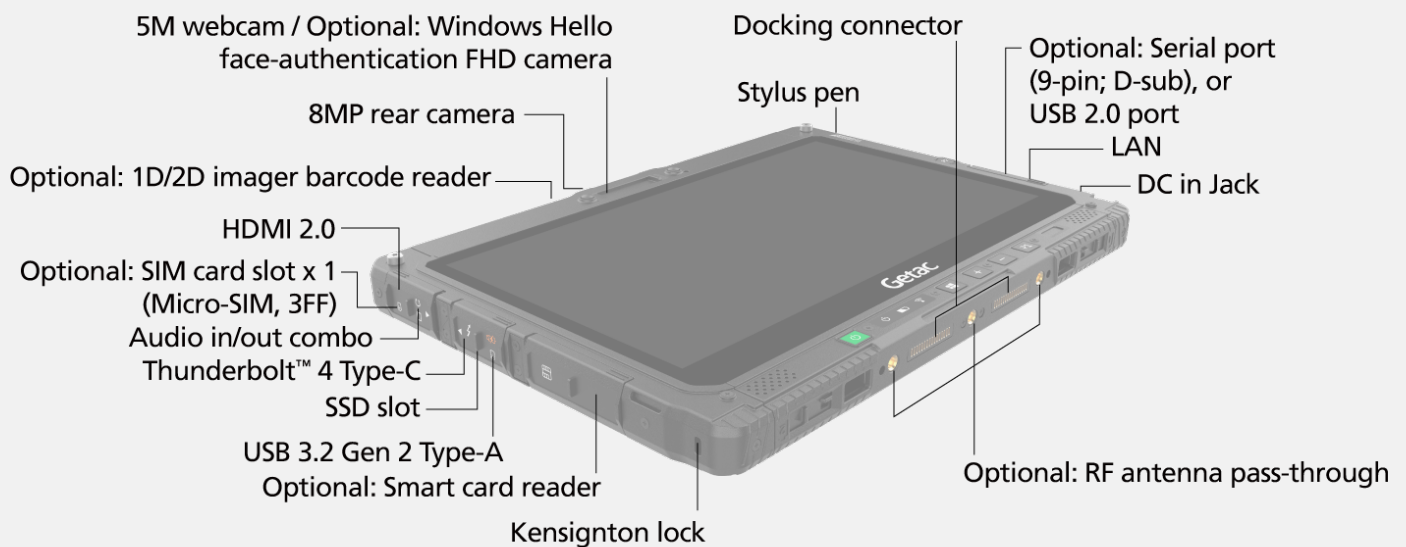 5M webcam / Optional: Windows Hello
face-authentication FHD camera
8MP rear camera
Optional: 1D/2D imager barcode reader
HDMI 2.0
Optional: SIM card slot x 1
(Micro-SIM, 3FF)
Audio in/out combo
Thunderbolt™ 4 Type-C
SSD slot
USB 3.2 Gen 2 Type-A
Optional: Smart card reader
Kensignton lock
Docking connector
Stylus pen
Optional: Serial port
(9-pin; D-sub), or
USB 2.0 port
LAN
DC in Jack
Getac
Optional: RF antenna pass-through